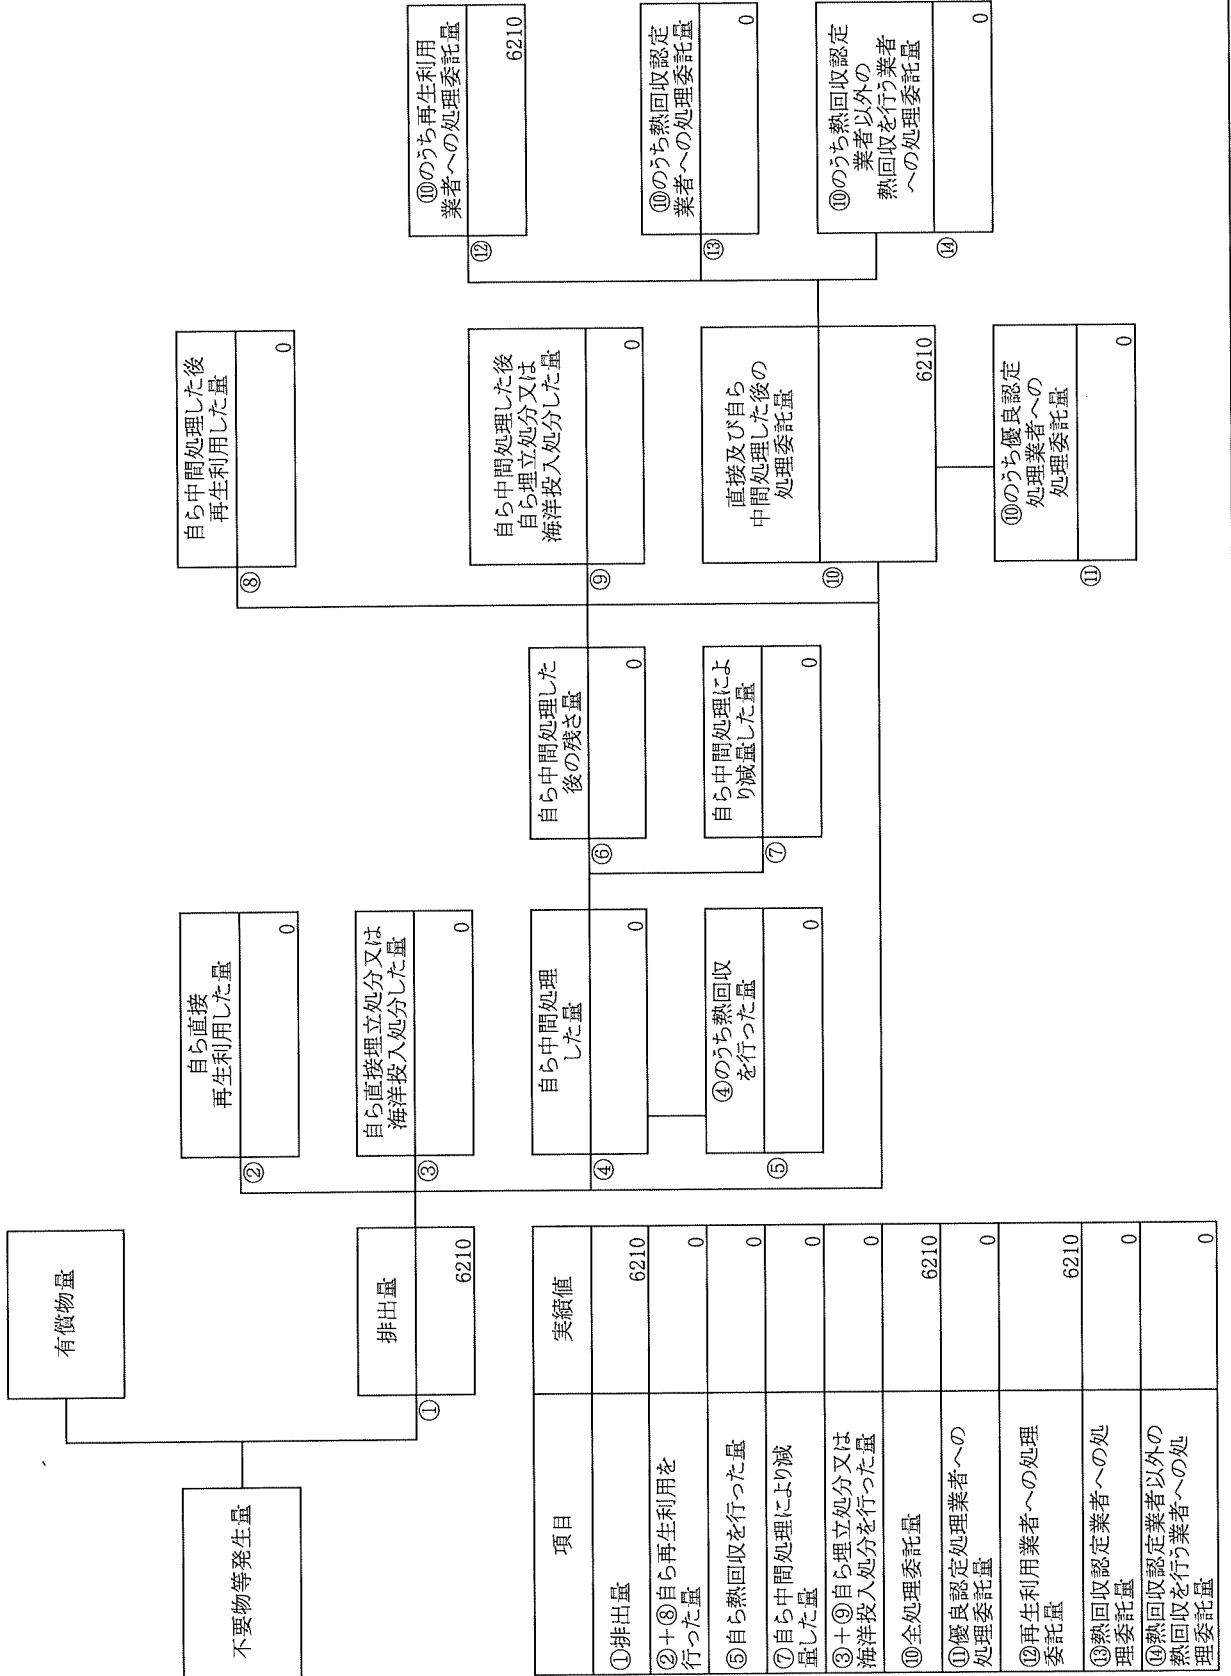 有償物量
不要物等発生量
①
排出量
6210
②
自ら直接
再生利用した量
0
③
自ら直接埋立処分又は
海洋投入処分した量
0
④
自ら中間処理
した量
0
⑤
④のうち熱回収
を行った量
0
⑥
自ら中間処理した
後の残さ量
0
⑦
自ら中間処理によ
り減量した量
0
⑧
自ら中間処理した後
再生利用した量
0
⑨
自ら中間処理した後
自ら埋立処分又は
海洋投入処分した量
0
⑩
直接及び自ら
中間処理した後の
処理委託量
6210
⑪
⑩のうち優良認定
処理業者への
処理委託量
0
⑫
⑩のうち再生利用
業者への処理委託量
6210
⑬
⑩のうち熱回収認定
業者への処理委託量
0
⑭
⑩のうち熱回収認定
業者以外の
熱回収を行う業者
への処理委託量
0
項目 実績値
①排出量 6210
②+⑧自ら再生利用を
行った量 0
⑤自ら熱回収を行った量 0
⑦自ら中間処理により減
量した量 0
③+⑨自ら埋立処分又は
海洋投入処分を行った量 0
⑩全処理委託量 6210
⑪優良認定処理業者への
処理委託量 0
⑫再生利用業者への処理
委託量 6210
⑬熱回収認定業者への処
理委託量 0
⑭熱回収認定業者以外の
熱回収を行う業者への処
理委託量 0